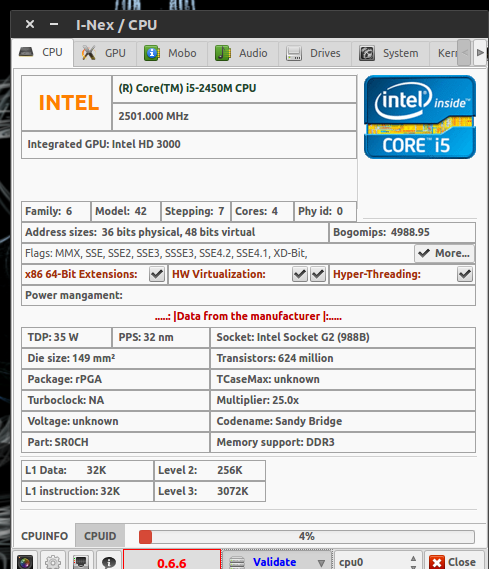 I-Nex / CPU
CPU GPU Mobo Audio Drives System Kern
INTEL
(R) Core(TM) i5-2450M CPU
2501.000 MHz
Integrated GPU: Intel HD 3000
intel inside™
CORE i5
Family: 6 Model: 42 Stepping: 7 Cores: 4 Phy id: 0
Address sizes: 36 bits physical, 48 bits virtual Bogomips: 4988.95
Flags: MMX, SSE, SSE2, SSE3, SSSE3, SSE4.2, SSE4.1, XD-Bit, More...
x86 64-Bit Extensions: HW Virtualization: Hyper-Threading:
Power mangament:
.....: |Data from the manufacturer |:.....
TDP: 35 W PPS: 32 nm Socket: Intel Socket G2 (988B)
Die size: 149 mm² Transistors: 624 million
Package: rPGA TCaseMax: unknown
Turboclock: NA Multiplier: 25.0x
Voltage: unknown Codename: Sandy Bridge
Part: SR0CH Memory support: DDR3
L1 Data: 32K Level 2: 256K
L1 instruction: 32K Level 3: 3072K
CPUINFO CPUID 4%
0.6.6 Validate cpu0 Close